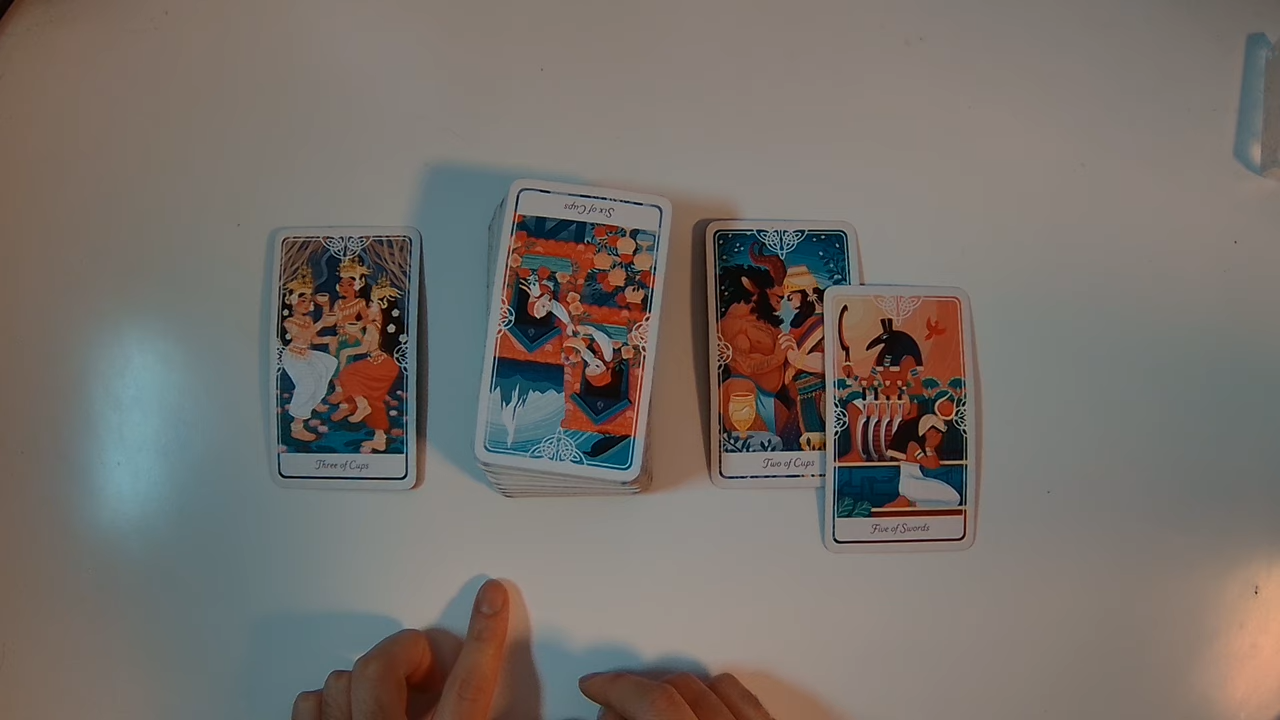 Three of Cups
Six of Cups
Two of Cups
Five of Swords